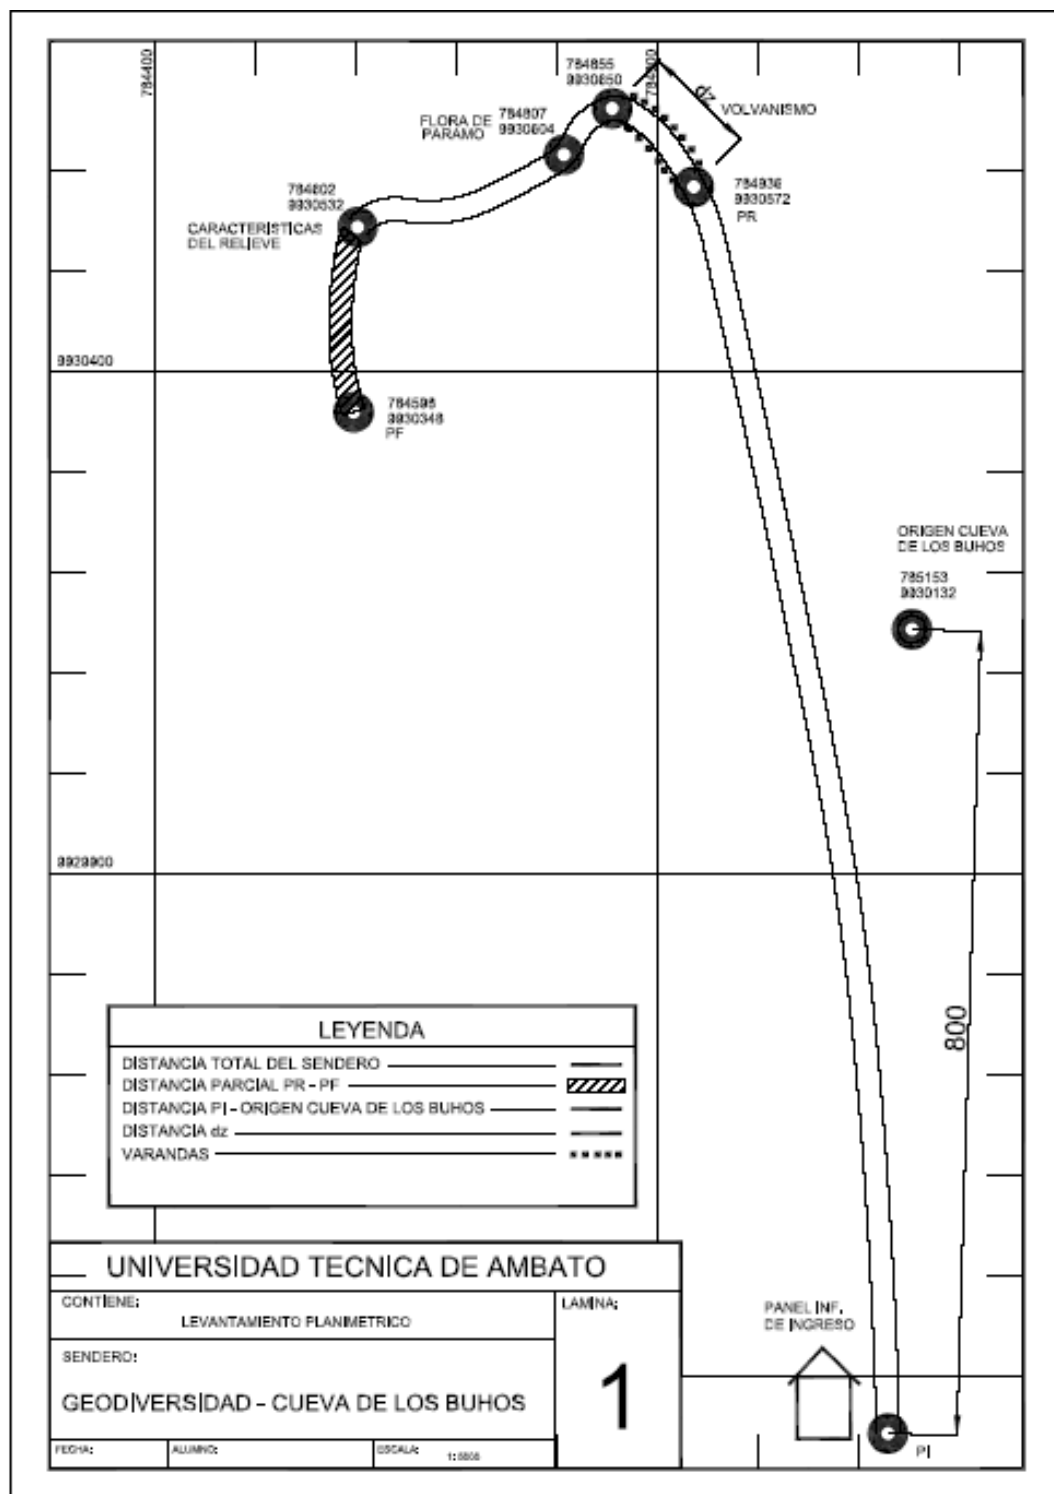 784400
784900
784855
9930650
dz
VOLVANISMO
FLORA DE
PARAMO
784807
9930604
784936
9930572
PR
784602
9930532
CARACTERISTICAS
DEL RELIEVE
9930400
784598
9930348
PF
ORIGEN CUEVA
DE LOS BUHOS
785153
9930132
9929900
800
LEYENDA
DISTANCIA TOTAL DEL SENDERO
DISTANCIA PARCIAL PR - PF
DISTANCIA PI - ORIGEN CUEVA DE LOS BUHOS
DISTANCIA dz
VARANDAS
UNIVERSIDAD TECNICA DE AMBATO
CONTIENE:
LEVANTAMIENTO PLANIMETRICO
LAMINA:
1
SENDERO:
GEODIVERSIDAD - CUEVA DE LOS BUHOS
FECHA:
ALUMNO:
ESCALA:
PANEL INF.
DE INGRESO
PI